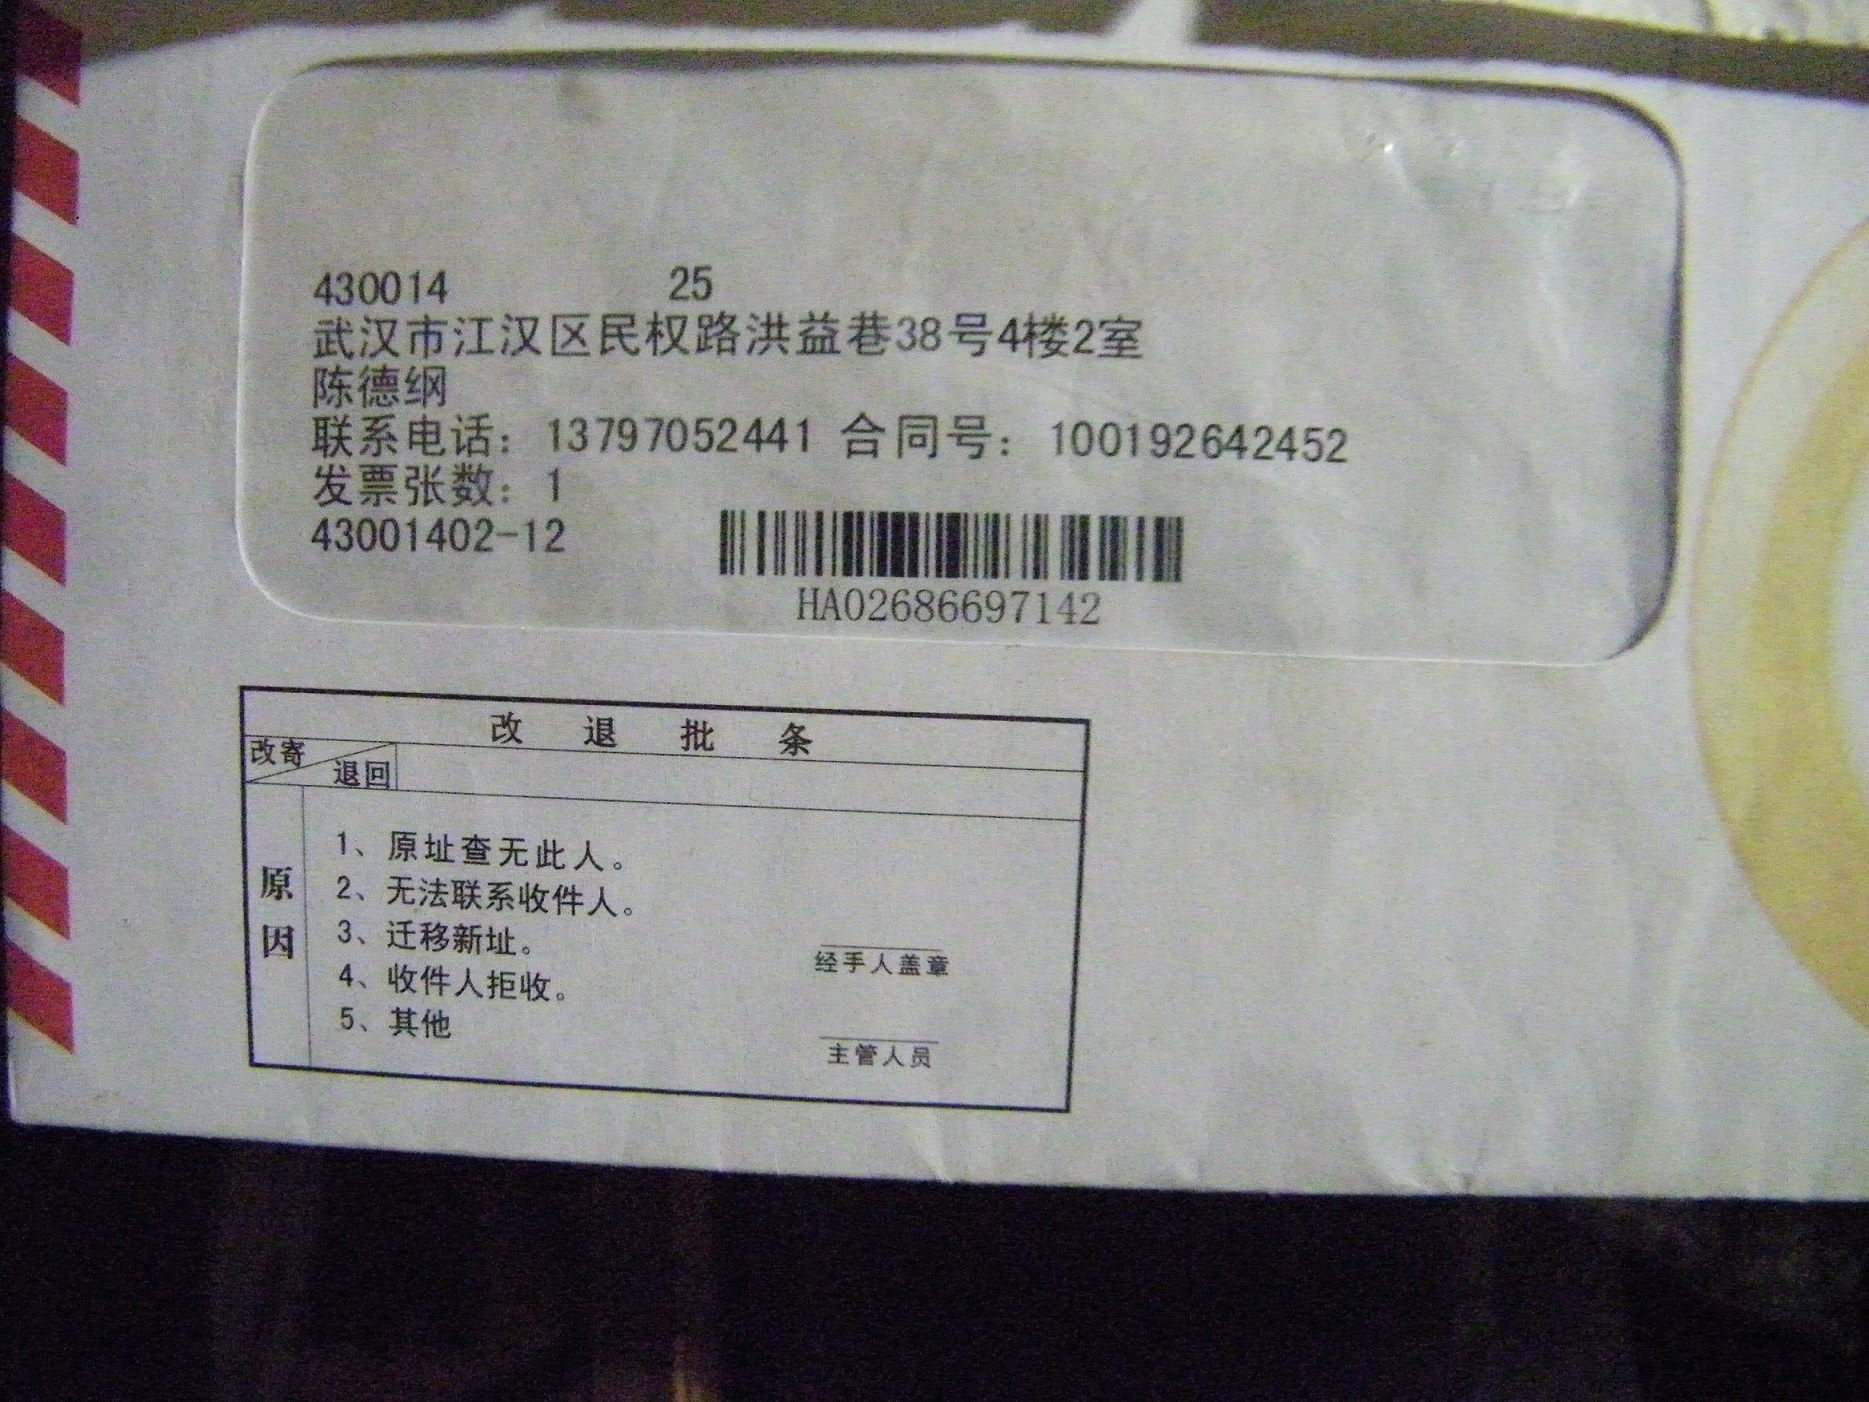 430014 25
武汉市江汉区民权路洪益巷38号4楼2室
陈德纲
联系电话：13797052441 合同号：100192642452
发票张数：1
43001402-12
HA02686697142
改退批条
改寄
退回
原因
1、原址查无此人。
2、无法联系收件人。
3、迁移新址。
4、收件人拒收。
5、其他
经手人盖章
主管人员